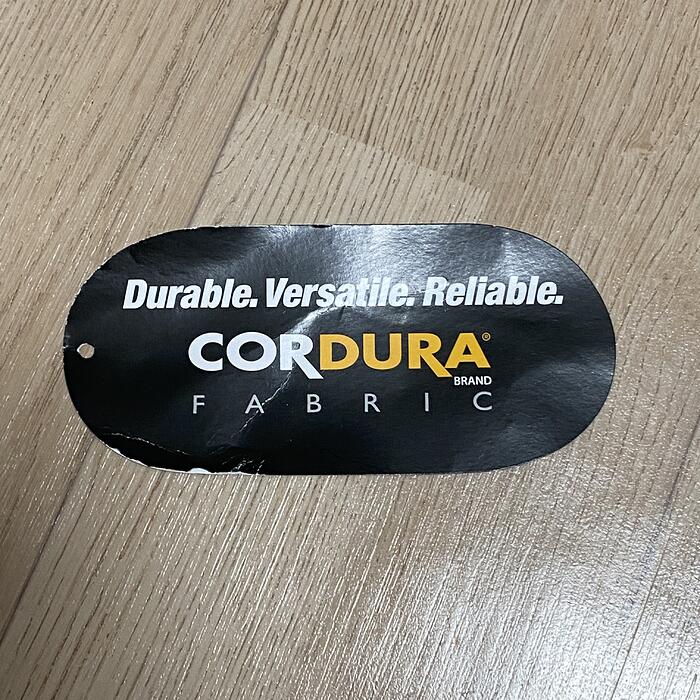 Durable. Versatile. Reliable.
CORDURA®
BRAND
FABRIC